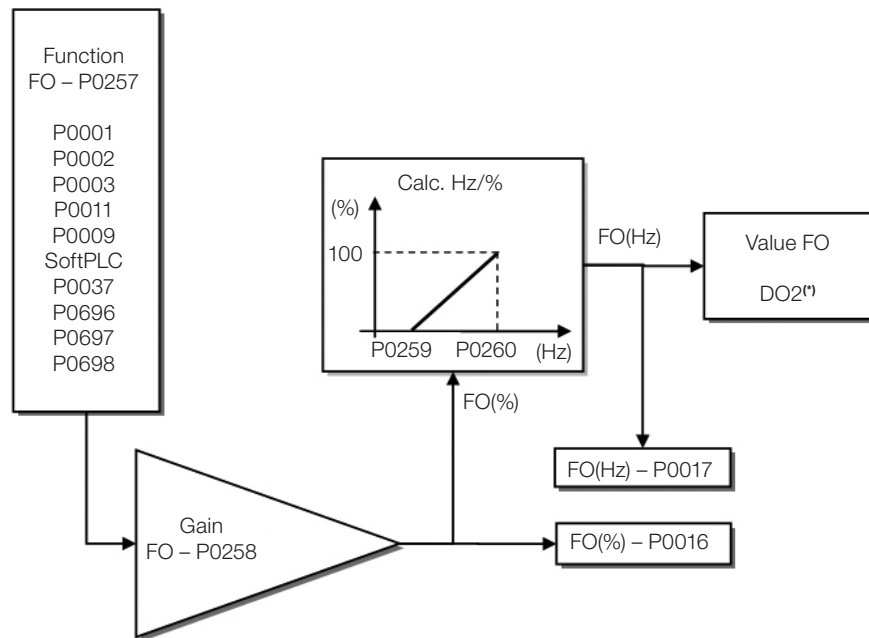 Function
FO – P0257
P0001
P0002
P0003
P0011
P0009
SoftPLC
P0037
P0696
P0697
P0698
Gain
FO – P0258
Calc. Hz/%
(%)
100
P0259
P0260
(Hz)
FO(%)
FO(Hz)
Value FO
DO2(*)
FO(Hz) – P0017
FO(%) – P0016